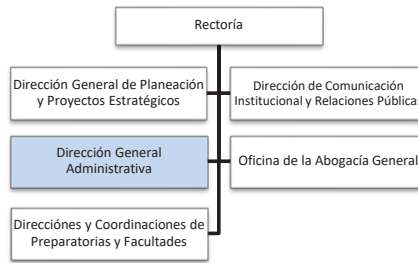 Rectoría
Dirección General de Planeación
y Proyectos Estratégicos
Dirección de Comunicación
Institucional y Relaciones Públicas
Dirección General
Administrativa
Oficina de la Abogacía General
Direcciónes y Coordinaciones de
Preparatorias y Facultades